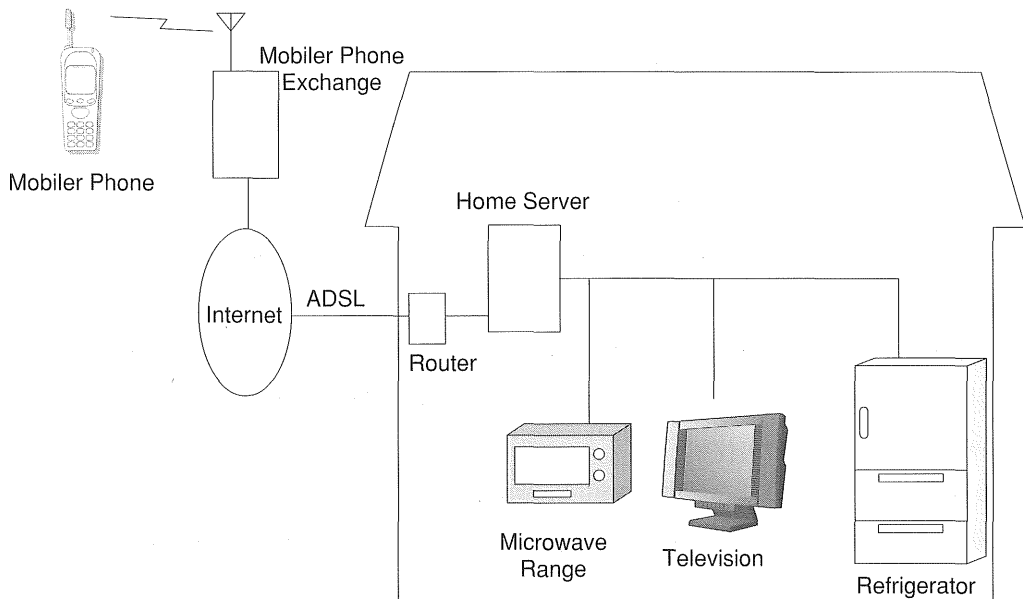 Mobiler Phone
Exchange
Mobiler Phone
Home Server
Internet
ADSL
Router
Microwave
Range
Television
Refrigerator